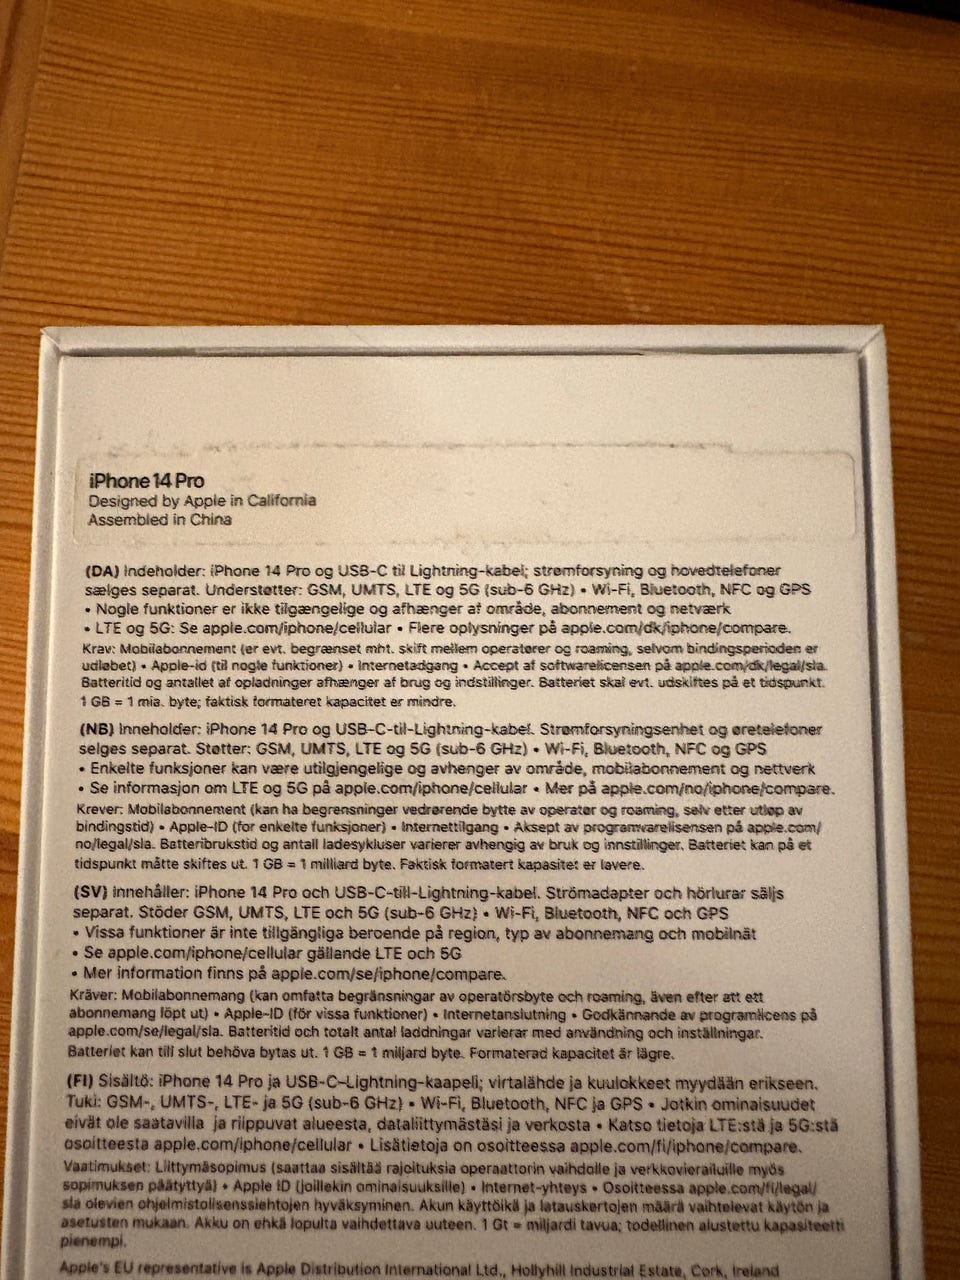 iPhone 14 Pro
Designed by Apple in California
Assembled in China
(DA) Indeholder: iPhone 14 Pro og USB-C til Lightning-kabel; strømforsyning og hovedtelefoner
sælges separat. Understøtter: GSM, UMTS, LTE og 5G (sub-6 GHz) • Wi-Fi, Bluetooth, NFC og GPS
• Nogle funktioner er ikke tilgængelige og afhænger af område, abonnement og netværk
• LTE og 5G: Se apple.com/iphone/cellular • Flere oplysninger på apple.com/dk/iphone/compare.
Krav: Mobilabonnement (er evt. begrænset mht. skift mellem operatører og roaming, selvom bindingsperioden er
udløbet) • Apple-id (til nogle funktioner) • Internetadgang • Accept af softwarelicensen på apple.com/dk/legal/sla.
Batteritid og antallet af opladninger afhænger af brug og indstillinger. Batteriet skal evt. udskiftes på et tidspunkt.
1 GB = 1 mia. byte; faktisk formateret kapacitet er mindre.
(NB) Inneholder: iPhone 14 Pro og USB-C-til-Lightning-kabel. Strømforsyningsenhet og øretelefoner
selges separat. Støtter: GSM, UMTS, LTE og 5G (sub-6 GHz) • Wi-Fi, Bluetooth, NFC og GPS
• Enkelte funksjoner kan være utilgjengelige og avhenger av område, mobilabonnement og nettverk
• Se informasjon om LTE og 5G på apple.com/iphone/cellular • Mer på apple.com/no/iphone/compare.
Krever: Mobilabonnement (kan ha begrensninger vedrørende bytte av operatør og roaming, selv etter utløp av
bindingstid) • Apple-ID (for enkelte funksjoner) • Internettilgang • Aksept av programvarelisensen på apple.com/
no/legal/sla. Batteribrukstid og antall ladesykluser varierer avhengig av bruk og innstillinger. Batteriet kan på et
tidspunkt måtte skiftes ut. 1 GB = 1 milliard byte. Faktisk formatert kapasitet er lavere.
(SV) Innehåller: iPhone 14 Pro och USB-C-till-Lightning-kabel. Strömadapter och hörlurar säljs
separat. Stöder GSM, UMTS, LTE och 5G (sub-6 GHz) • Wi-Fi, Bluetooth, NFC och GPS
• Vissa funktioner är inte tillgängliga beroende på region, typ av abonnemang och mobilnät
• Se apple.com/iphone/cellular gällande LTE och 5G
• Mer information finns på apple.com/se/iphone/compare.
Kräver: Mobilabonnemang (kan omfatta begränsningar av operatörsbyte och roaming, även efter att ett
abonnemang löpt ut) • Apple-ID (för vissa funktioner) • Internetanslutning • Godkännande av programlicens på
apple.com/se/legal/sla. Batteritid och totalt antal laddningar varierar med användning och inställningar.
Batteriet kan till slut behöva bytas ut. 1 GB = 1 miljard byte. Formaterad kapacitet är lägre.
(FI) Sisältö: iPhone 14 Pro ja USB-C–Lightning-kaapeli; virtalähde ja kuulokkeet myydään erikseen.
Tuki: GSM-, UMTS-, LTE- ja 5G (sub-6 GHz) • Wi-Fi, Bluetooth, NFC ja GPS • Jotkin ominaisuudet
eivät ole saatavilla ja riippuvat alueesta, dataliittymästäsi ja verkosta • Katso tietoja LTE:stä ja 5G:stä
osoitteesta apple.com/iphone/cellular • Lisätietoja on osoitteessa apple.com/fi/iphone/compare.
Vaatimukset: Liittymäsopimus (saattaa sisältää rajoituksia operaattorin vaihdolle ja verkkovierailuille myös
sopimuksen päätyttyä) • Apple ID (joillekin ominaisuuksille) • Internet-yhteys • Osoitteessa apple.com/fi/legal/
sla olevien ohjelmistolisenssiehtojen hyväksyminen. Akun käyttöikä ja latauskertojen määrä vaihtelevat käytön ja
asetusten mukaan. Akku on ehkä lopulta vaihdettava uuteen. 1 Gt = miljardi tavua; todellinen alustettu kapasiteetti
pienempi.
Apple's EU representative is Apple Distribution International Ltd., Hollyhill Industrial Estate, Cork, Ireland